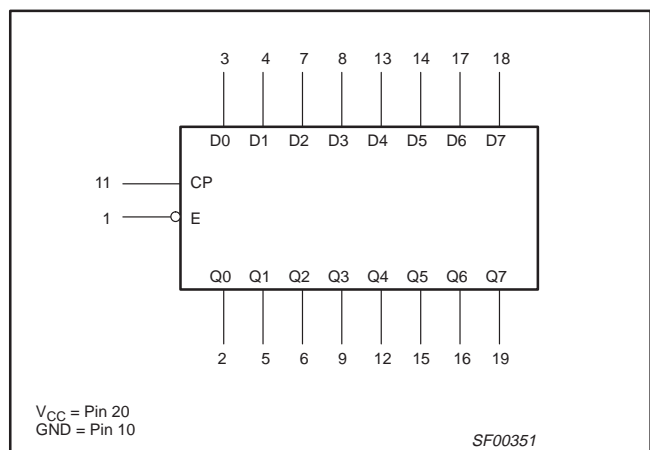 3 4 7 8 13 14 17 18
D0 D1 D2 D3 D4 D5 D6 D7
11 CP
1 E
Q0 Q1 Q2 Q3 Q4 Q5 Q6 Q7
2 5 6 9 12 15 16 19
VCC = Pin 20
GND = Pin 10
SF00351